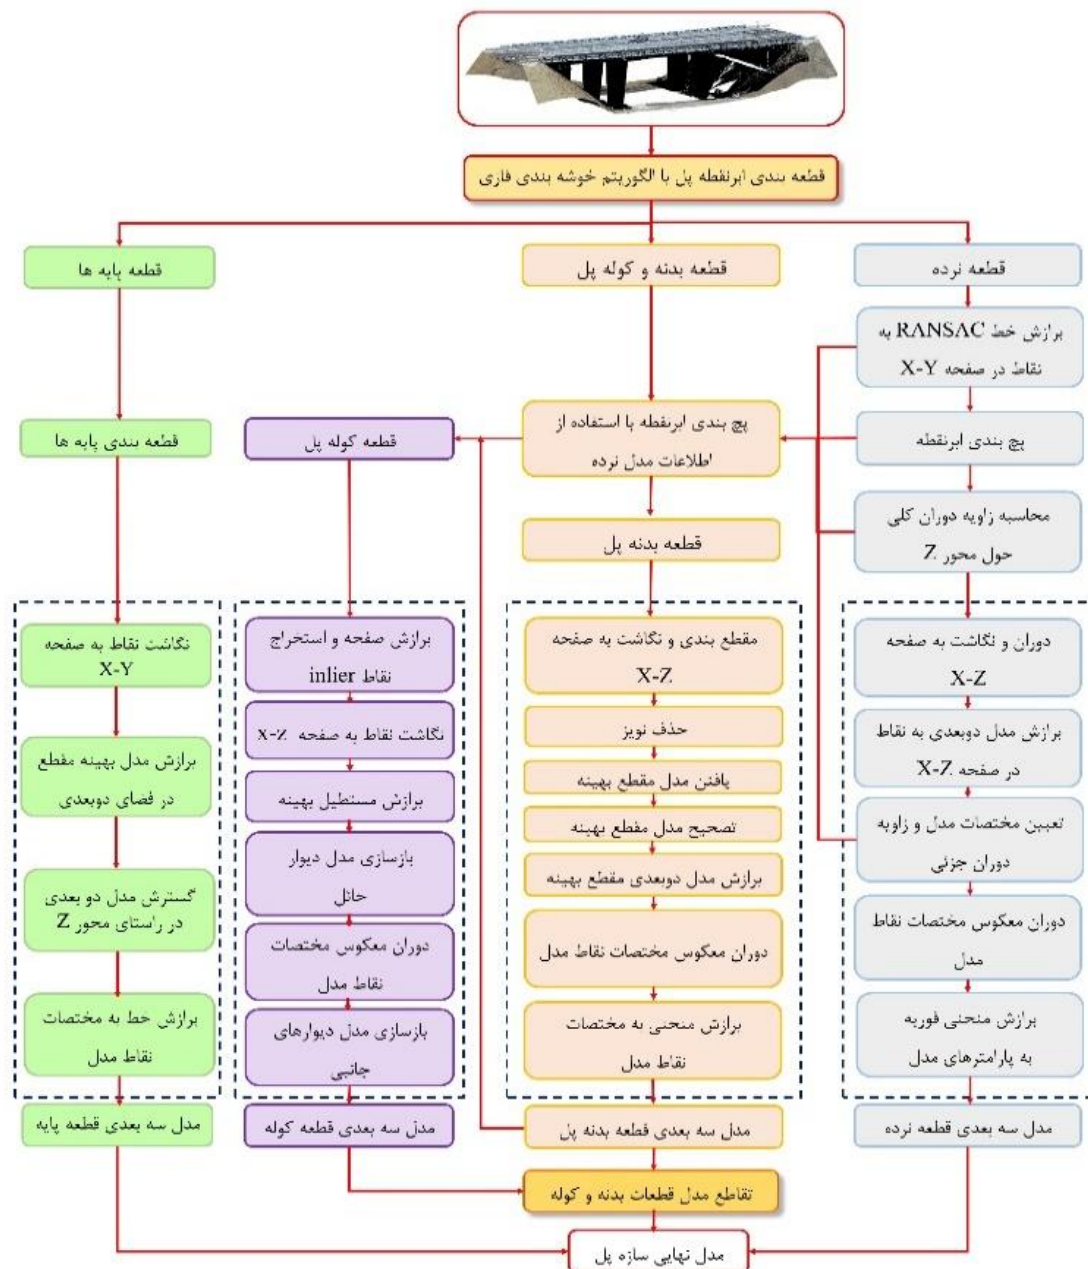 قطعه بندی ابرنقطه پل با الگوریتم خوشه بندی فازی
قطعه نرده
برازش خط RANSAC به
نقاط در صفحه X-Y
پچ بندی ابرنقطه
محاسبه زاویه دوران کلی
حول محور Z
دوران و نگاشت به صفحه
X-Z
برازش مدل دوبعدی به نقاط
در صفحه X-Z
تعیین مختصات مدل و زاویه
دوران جزئی
دوران معکوس مختصات نقاط
مدل
برازش منحنی فوریه
به پارامترهای مدل
مدل سه بعدی قطعه نرده
قطعه بدنه و کوله پل
پچ بندی ابرنقطه با استفاده از
اطلاعات مدل نرده
قطعه بدنه پل
مقطع بندی و نگاشت به صفحه
X-Z
حذف نویز
یافتن مدل مقطع بهینه
تصحیح مدل مقطع بهینه
برازش مدل دوبعدی مقطع بهینه
دوران معکوس مختصات نقاط مدل
برازش منحنی به مختصات
نقاط مدل
مدل سه بعدی قطعه بدنه پل
قطعه کوله پل
برازش صفحه و استخراج
نقاط inlier
نگاشت نقاط به صفحه X-Z
برازش مستطیل بهینه
بازسازی مدل دیوار
حائل
دوران معکوس مختصات
نقاط مدل
بازسازی مدل دیوارهای
جانبی
مدل سه بعدی قطعه کوله
قطعه پایه ها
قطعه بندی پایه ها
نگاشت نقاط به صفحه
X-Y
برازش مدل بهینه مقطع
در فضای دوبعدی
گسترش مدل دو بعدی
در راستای محور Z
برازش خط به مختصات
نقاط مدل
مدل سه بعدی قطعه پایه
تقاطع مدل قطعات بدنه و کوله
مدل نهایی سازه پل